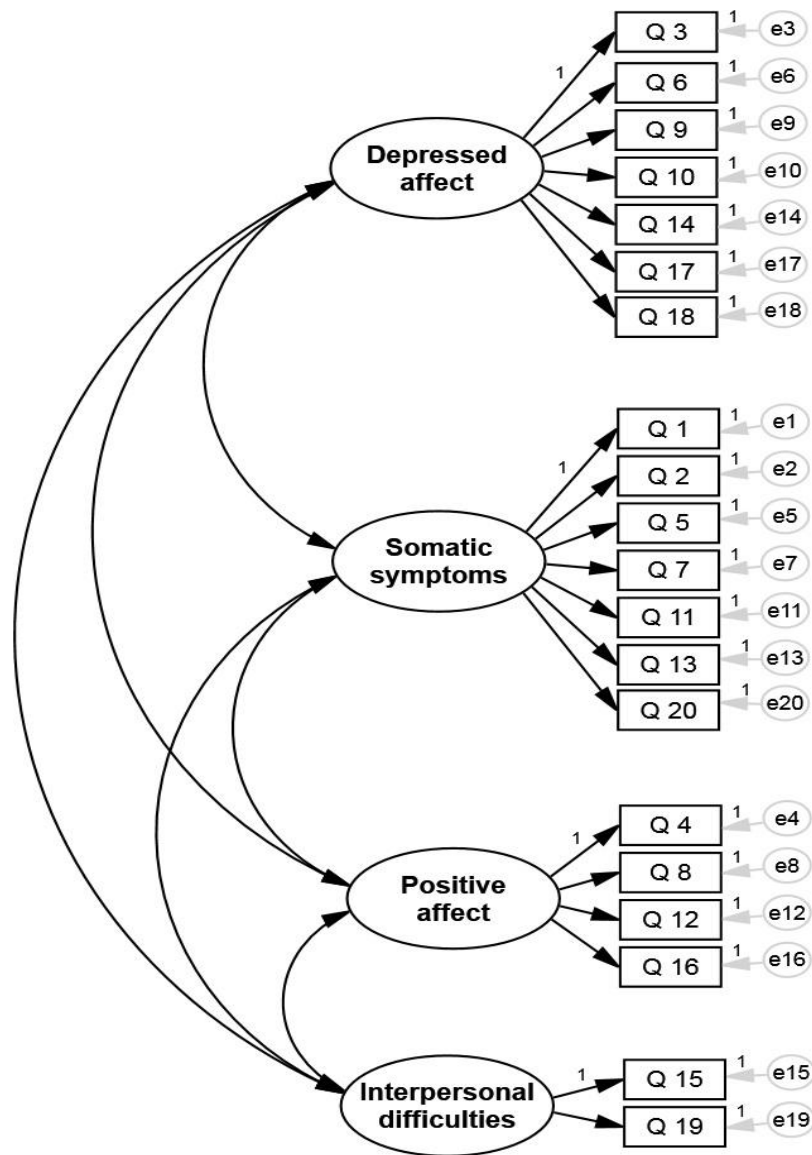 Q 3
1
e3
1
Q 6
1
e6
Depressed
affect
Q 9
1
e9
Q 10
1
e10
Q 14
1
e14
Q 17
1
e17
Q 18
1
e18
Q 1
1
e1
1
Q 2
1
e2
Somatic
symptoms
Q 5
1
e5
Q 7
1
e7
Q 11
1
e11
Q 13
1
e13
Q 20
1
e20
Q 4
1
e4
1
Q 8
1
e8
Positive
affect
Q 12
1
e12
Q 16
1
e16
Interpersonal
difficulties
1
Q 15
1
e15
Q 19
1
e19